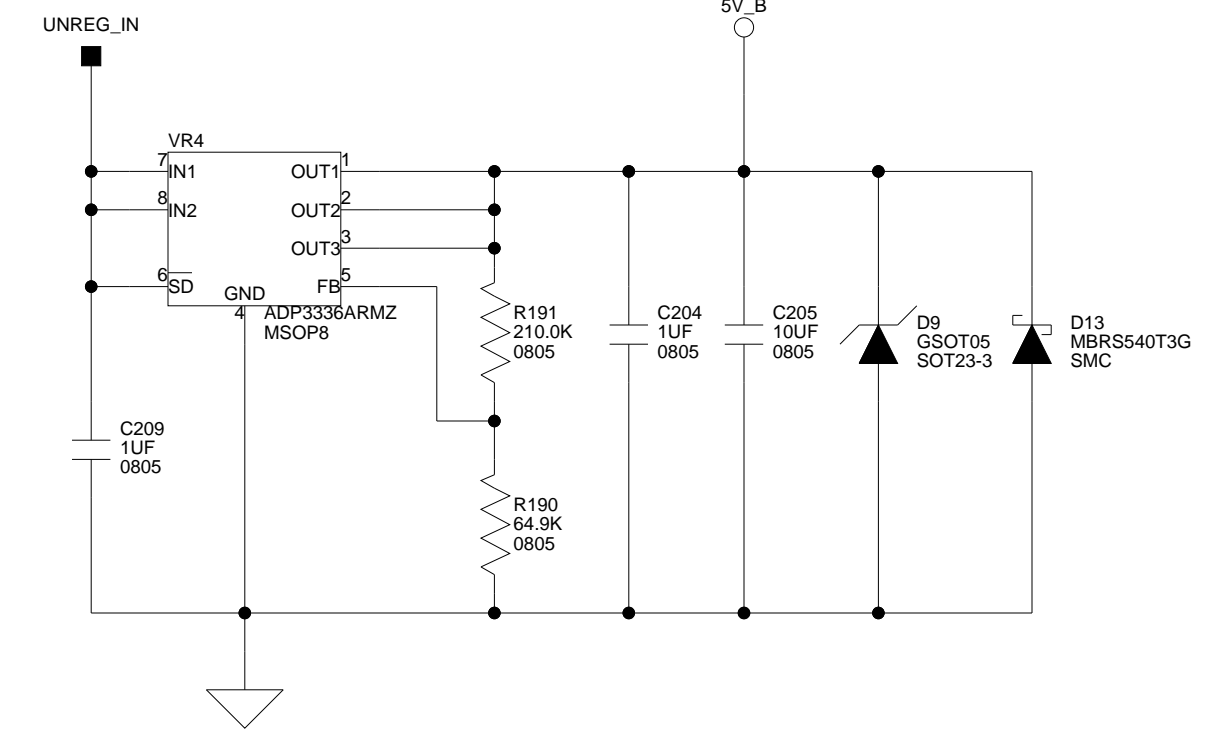 5V_B
UNREG_IN
VR4
7
IN1
OUT1
1
8
IN2
OUT2
2
OUT3
3
6
SD
GND
FB
5
4
ADP3336ARMZ
MSOP8
R191
210.0K
0805
C204
1UF
0805
C205
10UF
0805
D9
GSOT05
SOT23-3
D13
MBRS540T3G
SMC
C209
1UF
0805
R190
64.9K
0805